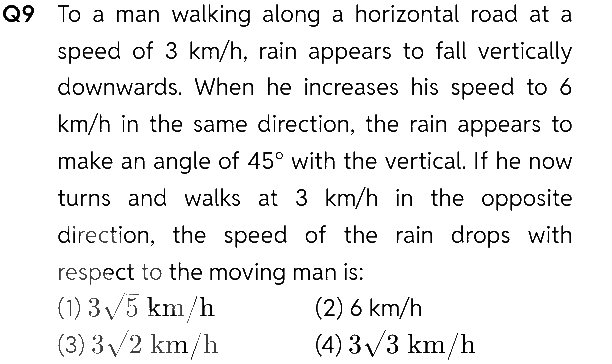 Q9 To a man walking along a horizontal road at a
speed of 3 km/h, rain appears to fall vertically
downwards. When he increases his speed to 6
km/h in the same direction, the rain appears to
make an angle of 45° with the vertical. If he now
turns and walks at 3 km/h in the opposite
direction, the speed of the rain drops with
respect to the moving man is:
(1) 3√5 km/h (2) 6 km/h
(3) 3√2 km/h (4) 3√3 km/h